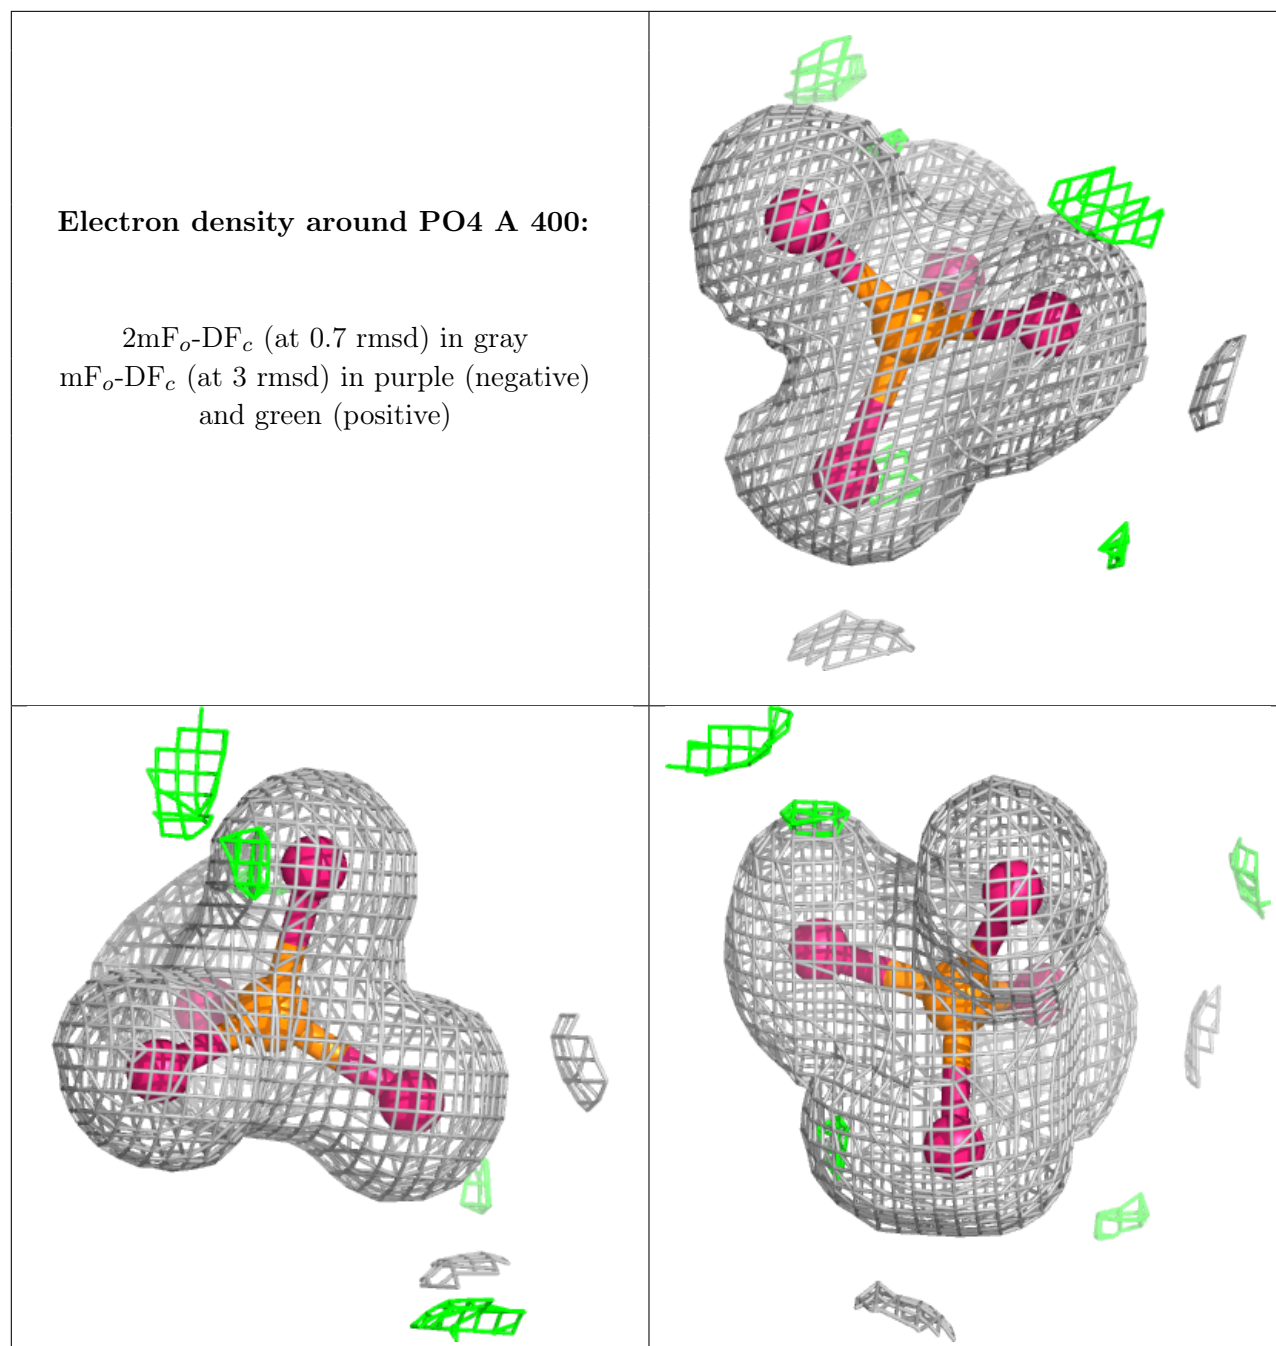 Electron density around PO4 A 400:
2mFo-DFc (at 0.7 rmsd) in gray
mFo-DFc (at 3 rmsd) in purple (negative)
and green (positive)